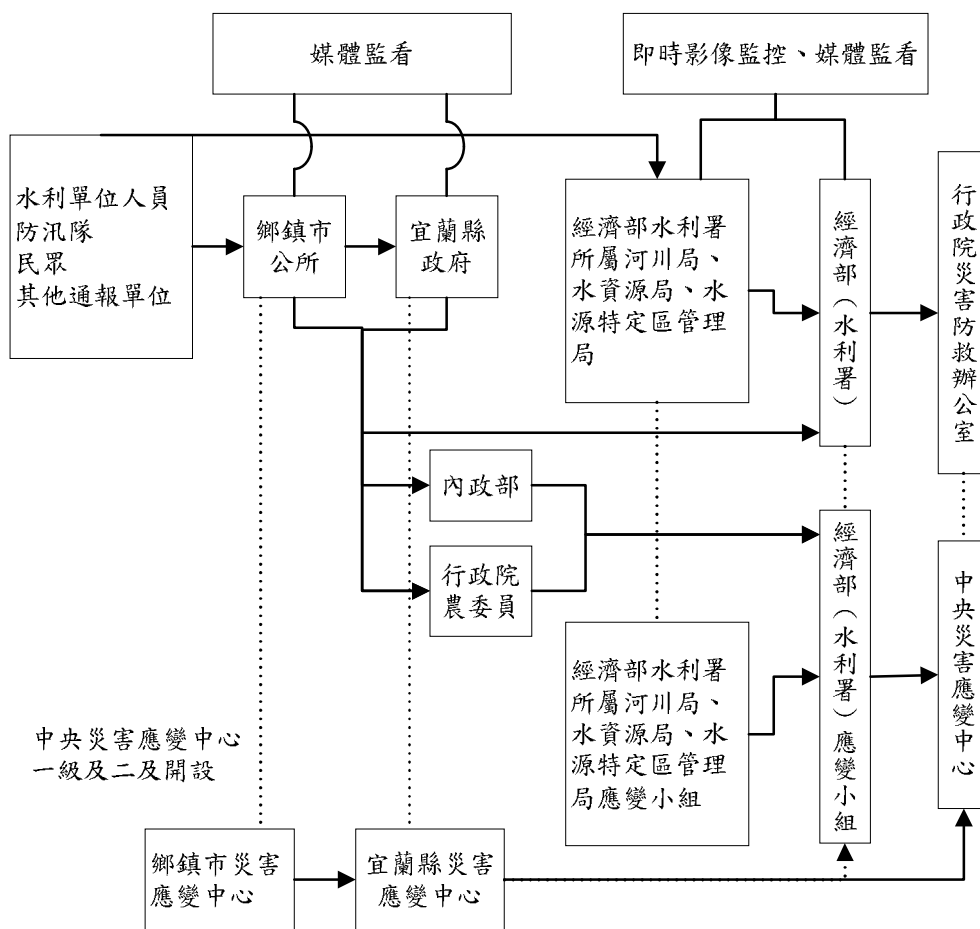 媒體監看
即時影像監控、媒體監看
水利單位人員
防汛隊
民眾
其他通報單位
鄉鎮市
公所
宜蘭縣
政府
經濟部水利署
所屬河川局、
水資源局、水
源特定區管理
局
經濟部（水利署）
行政院災害防救辦公室
內政部
行政院
農委員
經濟部水利署
所屬河川局、
水資源局、水
源特定區管理
局應變小組
經濟部（水利署）應變小組
中央災害應變中心
中央災害應變中心
一級及二及開設
鄉鎮市災害
應變中心
宜蘭縣災害
應變中心